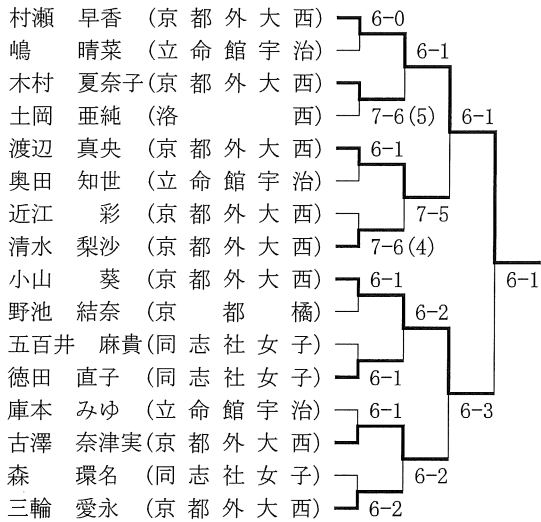 村瀬 早香 (京都外大西)
6-0
嶋 晴菜 (立命館宇治)
6-1
木村 夏奈子 (京都外大西)
土岡 亜純 (洛西)
7-6(5)
6-1
渡辺 真央 (京都外大西)
6-1
奥田 知世 (立命館宇治)
近江 彩 (京都外大西)
7-5
清水 梨沙 (京都外大西)
7-6(4)
6-1
小山 葵 (京都外大西)
6-1
野池 結奈 (京都橘)
6-2
五百井 麻貴 (同志社女子)
徳田 直子 (同志社女子)
6-1
庫本 みゆ (立命館宇治)
6-1
6-3
古澤 奈津実 (京都外大西)
森 環名 (同志社女子)
6-2
三輪 愛永 (京都外大西)
6-2